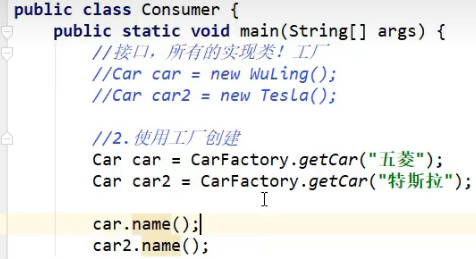 public class Consumer {
public static void main(String[] args) {
//接口，所有的实现类！工厂
//Car car = new WuLing();
//Car car2 = new Tesla();
//2.使用工厂创建
Car car = CarFactory.getCar("五菱");
Car car2 = CarFactory.getCar("特斯拉");
car.name();
car2.name();